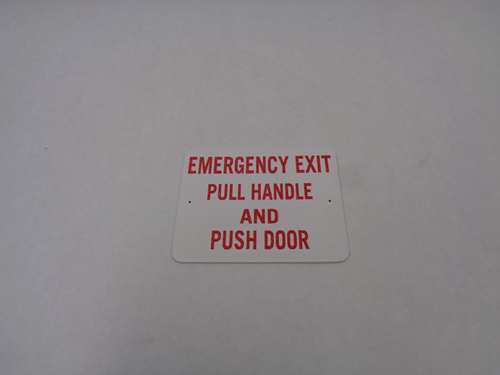 EMERGENCY EXIT
PULL HANDLE
AND
PUSH DOOR